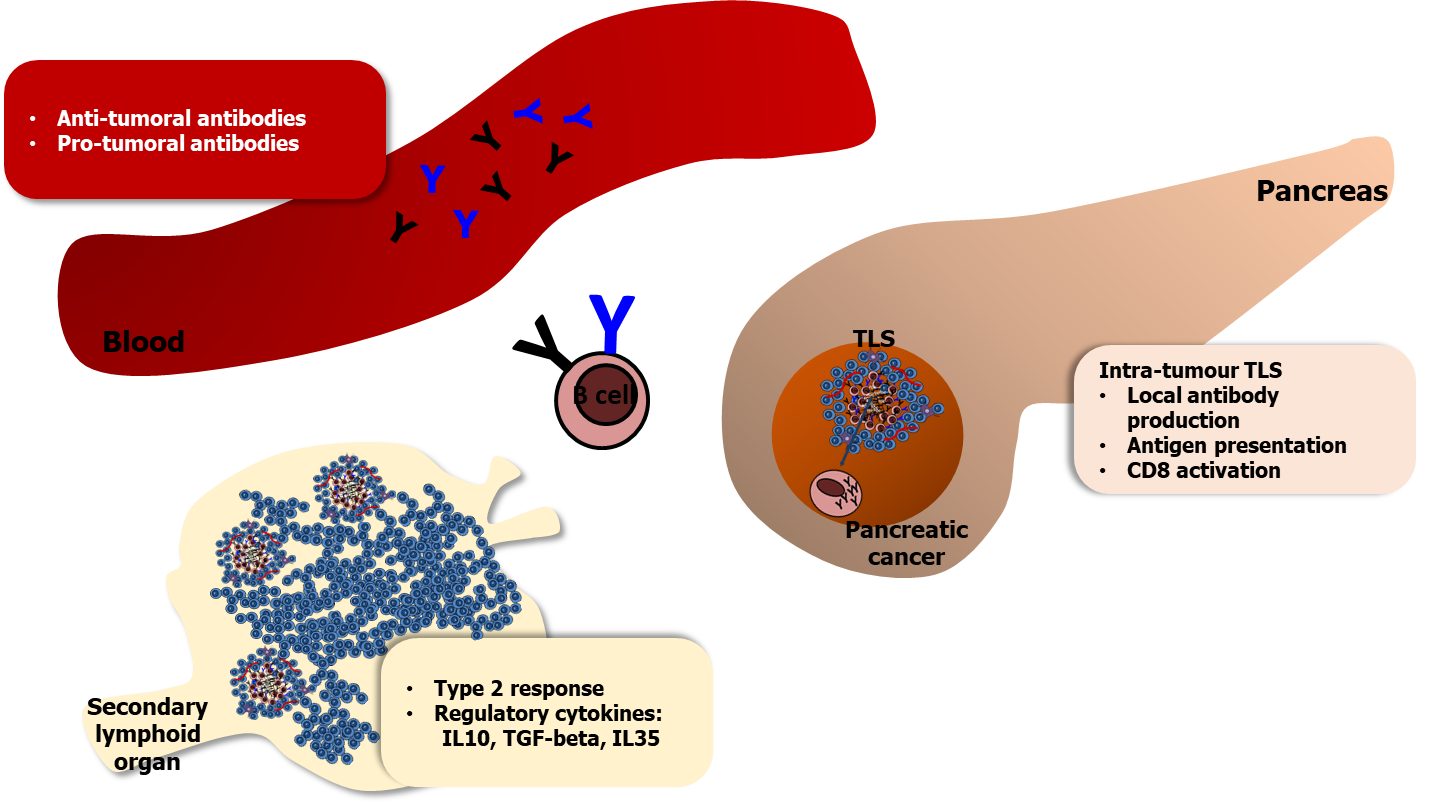 • Anti-tumoral antibodies
• Pro-tumoral antibodies
Blood
Pancreas
B cell
TLS
Pancreatic
cancer
Intra-tumour TLS
• Local antibody
production
• Antigen presentation
• CD8 activation
Secondary
lymphoid
organ
• Type 2 response
• Regulatory cytokines:
IL10, TGF-beta, IL35